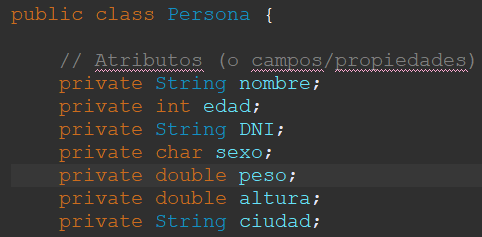 public class Persona {
// Atributos (o campos/propiedades)
private String nombre;
private int edad;
private String DNI;
private char sexo;
private double peso;
private double altura;
private String ciudad;